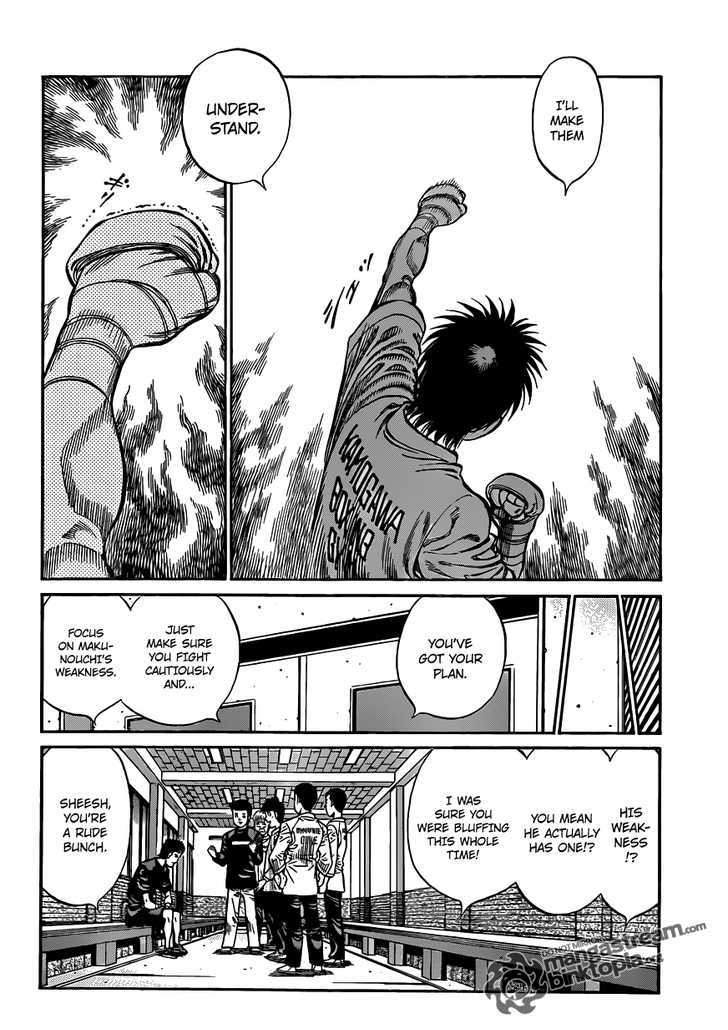 I'LL
MAKE
THEM
UNDER-
STAND.
KAMOGAWA
BOXING
YOU'VE
GOT YOUR
PLAN.
JUST
MAKE SURE
YOU FIGHT
CAUTIOUSLY
AND...
FOCUS
ON MAKU-
NOUCHI'S
WEAKNESS.
HIS
WEAK-
NESS
!?
YOU MEAN
HE ACTUALLY
HAS ONE!?
I WAS
SURE YOU
WERE BLUFFING
THIS WHOLE
TIME!
SHEESH,
YOU'RE
A RUDE
BUNCH.
mangastream.com
binktopia.net